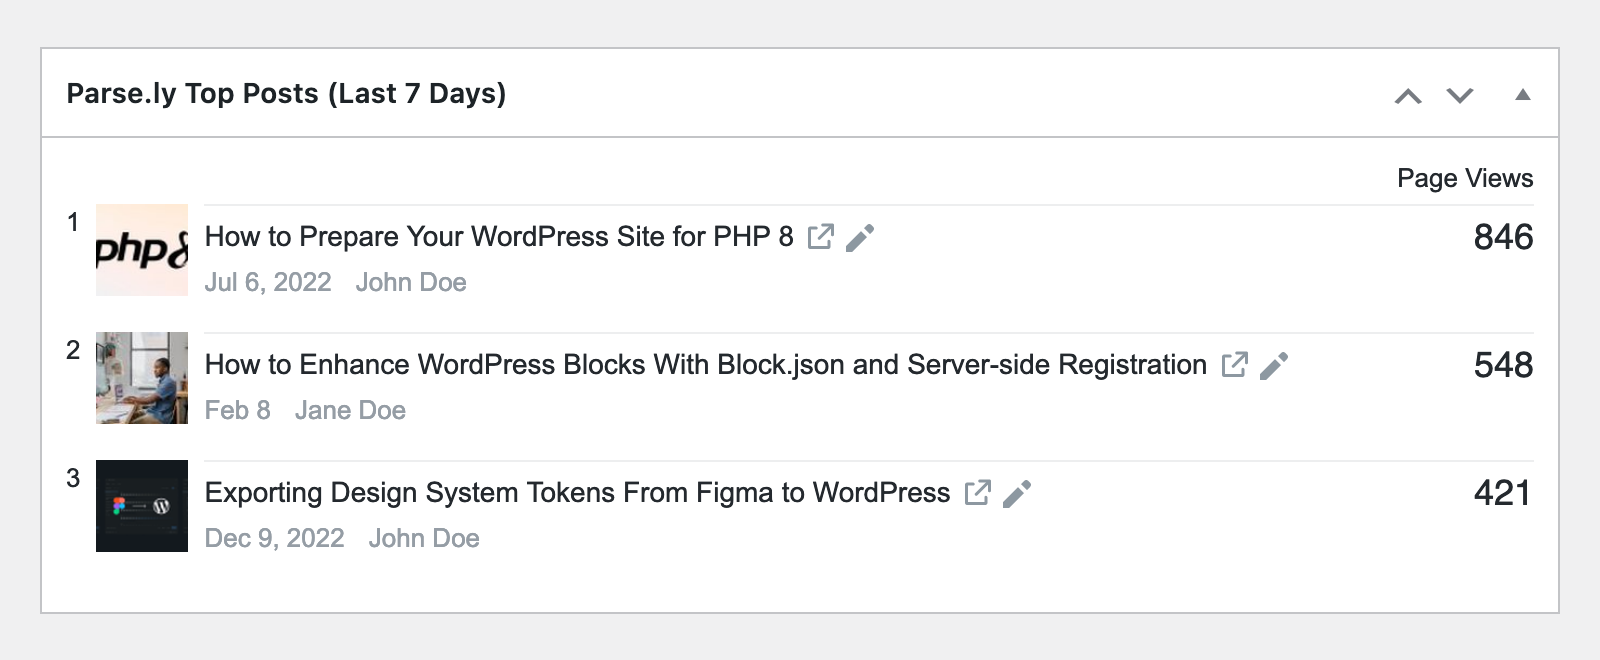 Parse.ly Top Posts (Last 7 Days)
Page Views
1
php8
How to Prepare Your WordPress Site for PHP 8
846
Jul 6, 2022 John Doe
2
How to Enhance WordPress Blocks With Block.json and Server-side Registration
548
Feb 8 Jane Doe
3
Exporting Design System Tokens From Figma to WordPress
421
Dec 9, 2022 John Doe